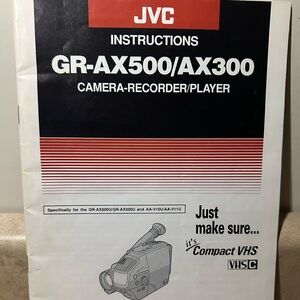 JVC
INSTRUCTIONS
GR-AX500/AX300
CAMERA-RECORDER/PLAYER
Specifically for the GR-AX500U/GR-AX300U and AA-V10U/AA-V11U
Just
make sure...
it's
Compact VHS
VHS C